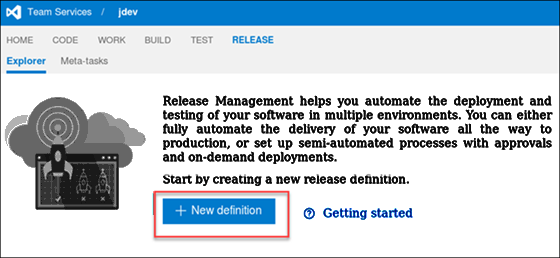 Team Services / jdev
HOME CODE WORK BUILD TEST RELEASE
Explorer Meta-tasks
Release Management helps you automate the deployment and
testing of your software in multiple environments. You can either
fully automate the delivery of your software all the way to
production, or set up semi-automated processes with approvals
and on-demand deployments.
Start by creating a new release definition.
+ New definition
? Getting started